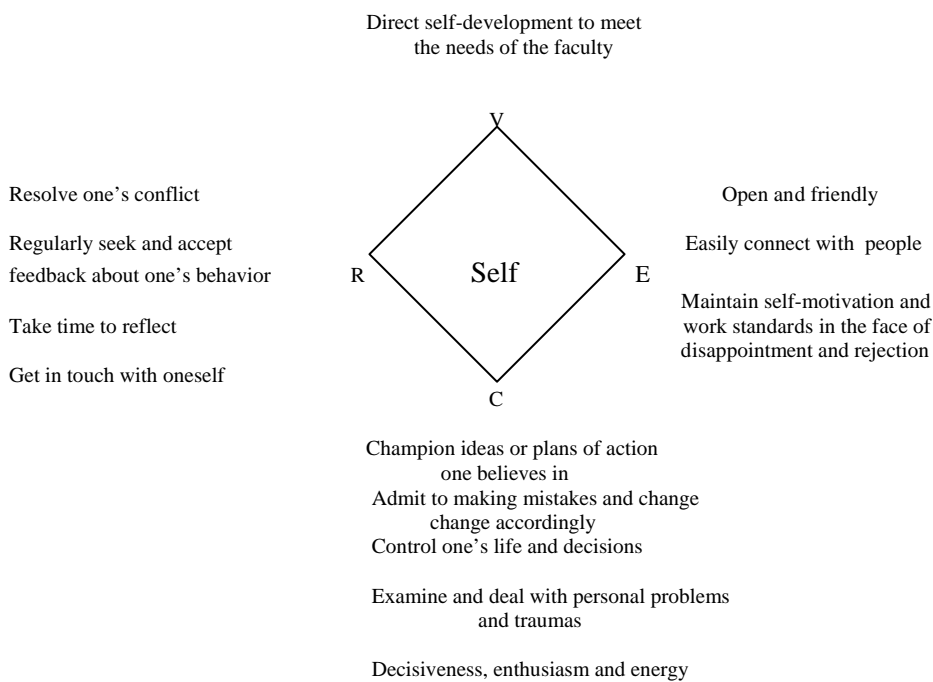 Direct self-development to meet
the needs of the faculty
V
Resolve one's conflict
Regularly seek and accept
feedback about one's behavior
Take time to reflect
Get in touch with oneself
R
Self
E
Open and friendly
Easily connect with people
Maintain self-motivation and
work standards in the face of
disappointment and rejection
C
Champion ideas or plans of action
one believes in
Admit to making mistakes and change
change accordingly
Control one's life and decisions
Examine and deal with personal problems
and traumas
Decisiveness, enthusiasm and energy